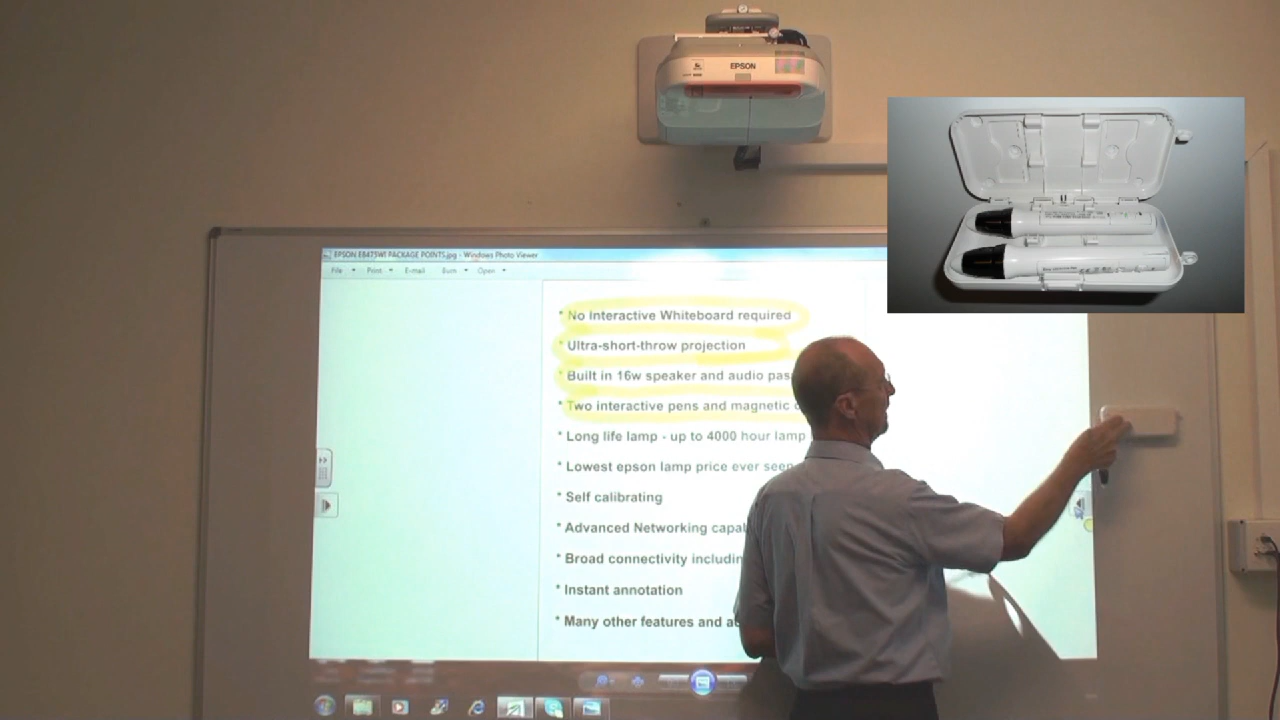 EPSON
EPSON EB475WI PACKAGE POINTS.jpg - Windows Photo Viewer
File Print E-mail Burn Open
* No Interactive Whiteboard required
* Ultra-short-throw projection
* Built in 16w speaker and audio pas
* Two interactive pens and magnetic
* Long life lamp - up to 4000 hour lamp
* Lowest epson lamp price ever seen
* Self calibrating
* Advanced Networking capa
* Broad connectivity including
* Instant annotation
* Many other features and